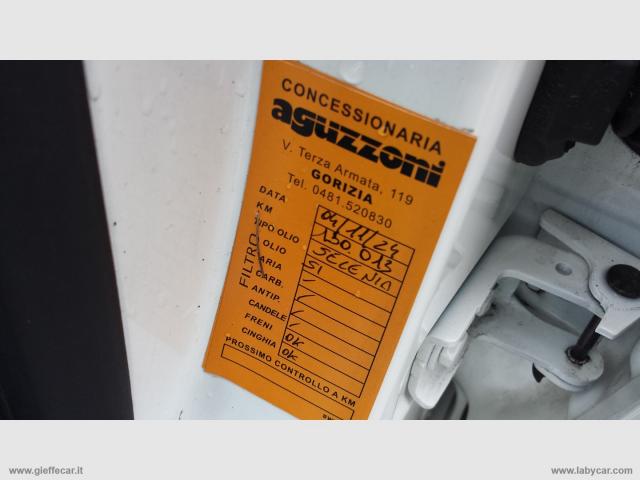 CONCESSIONARIA
aguzzoni
V. Terza Armata, 119
GORIZIA
Tel. 0481.520830
DATA 04/11/24
KM 130 013
TIPO OLIO SELENIA
FILTRO OLIO SI
ARIA /
CARB. /
ANTIP. /
CANDELE /
FRENI OK
CINGHIA OK
PROSSIMO CONTROLLO A KM
www.gieffecar.it
www.labycar.com